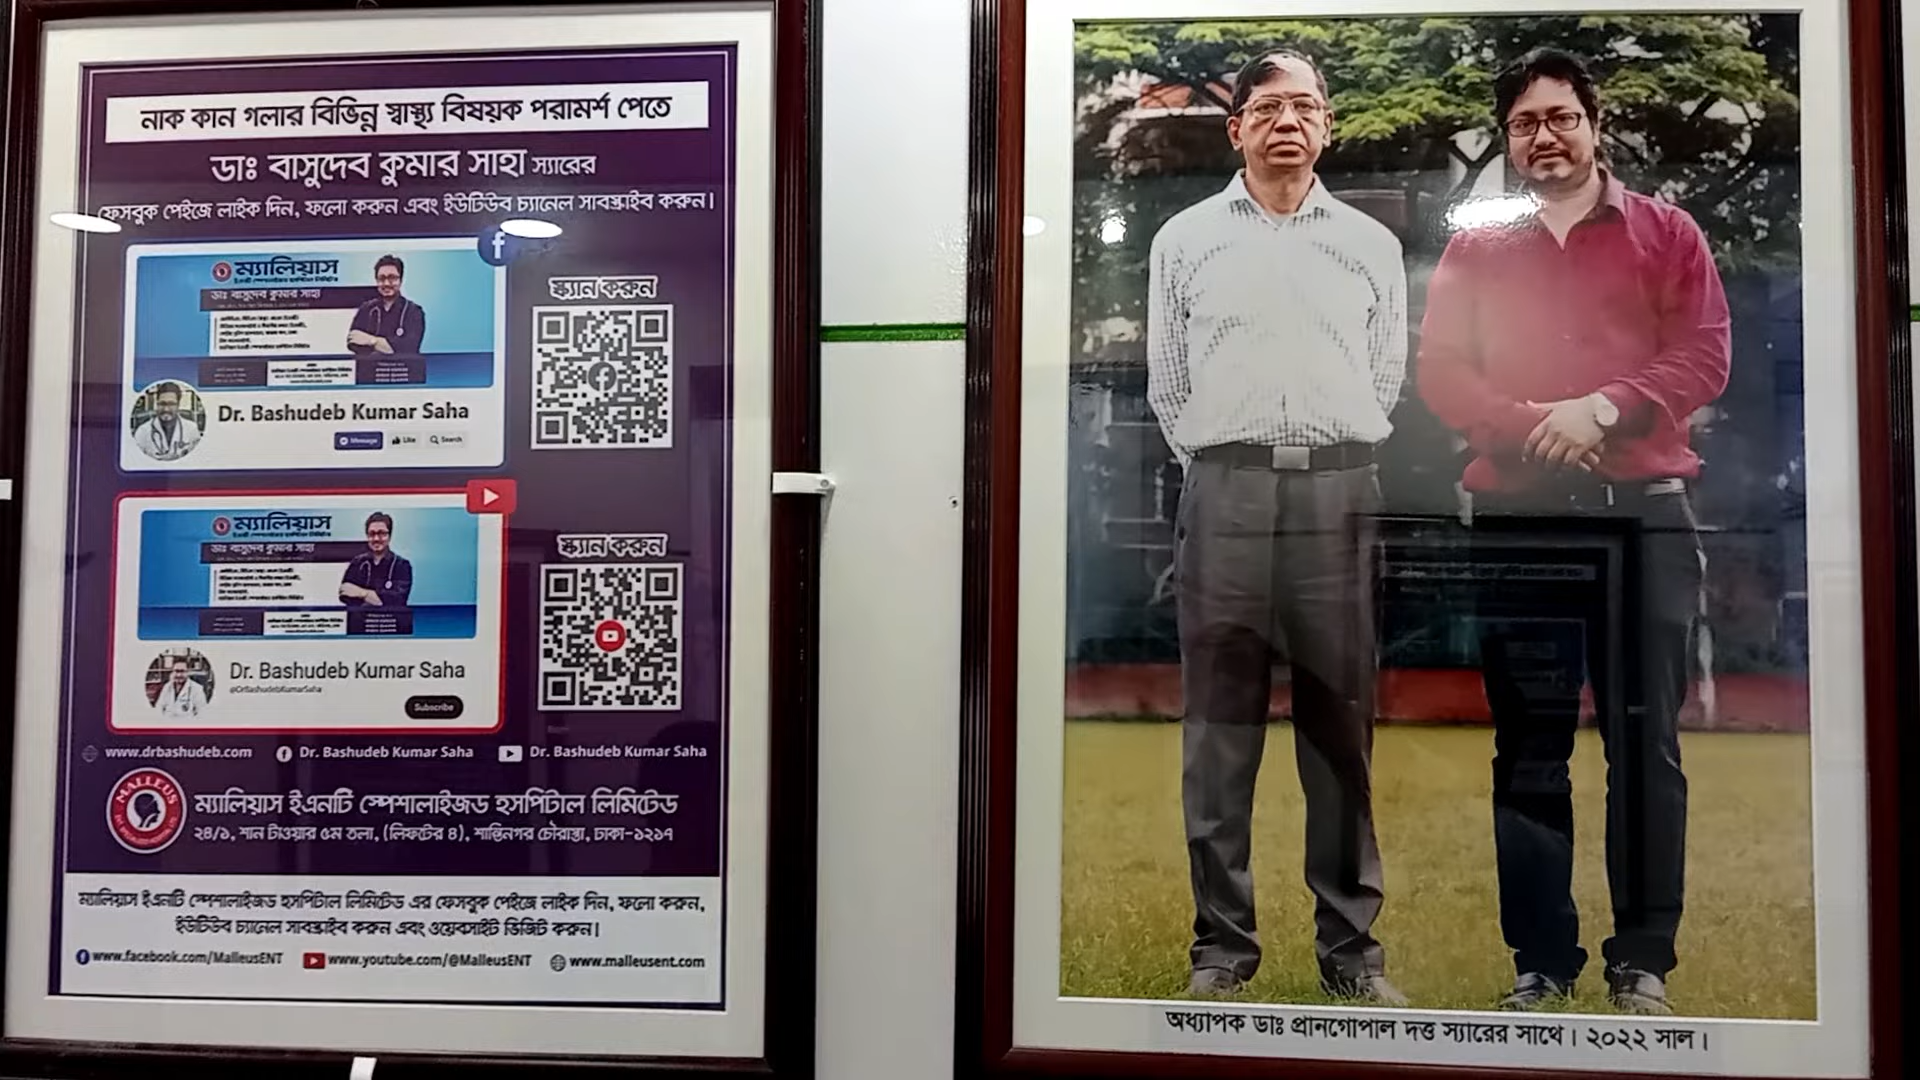 নাক কান গলার বিভিন্ন স্বাস্থ্য বিষয়ক পরামর্শ পেতে
ডাঃ বাসুদেব কুমার সাহা স্যারের
ফেসবুক পেইজে লাইক দিন, ফলো করুন এবং ইউটিউব চ্যানেল সাবস্ক্রাইব করুন।
ম্যালিয়াস
ডাঃ বাসুদেব কুমার সাহা
স্ক্যান করুন
Dr. Bashudeb Kumar Saha
Message Like Search
ম্যালিয়াস
ডাঃ বাসুদেব কুমার সাহা
স্ক্যান করুন
Dr. Bashudeb Kumar Saha
@DrBashudebKumarSaha
Subscribe
www.drbashudeb.com Dr. Bashudeb Kumar Saha Dr. Bashudeb Kumar Saha
MALLEUS
ম্যালিয়াস ইএনটি স্পেশালাইজড হসপিটাল লিমিটেড
২৪/১, শান টাওয়ার ৫ম তলা, (লিফটের ৪), শান্তিনগর চৌরাস্তা, ঢাকা-১২১৭
ম্যালিয়াস ইএনটি স্পেশালাইজড হসপিটাল লিমিটেড এর ফেসবুক পেইজে লাইক দিন, ফলো করুন,
ইউটিউব চ্যানেল সাবস্ক্রাইব করুন এবং ওয়েবসাইট ভিজিট করুন।
www.facebook.com/MalleusENT www.youtube.com/@MalleusENT www.malleusent.com
অধ্যাপক ডাঃ প্রানগোপাল দত্ত স্যারের সাথে। ২০২২ সাল।